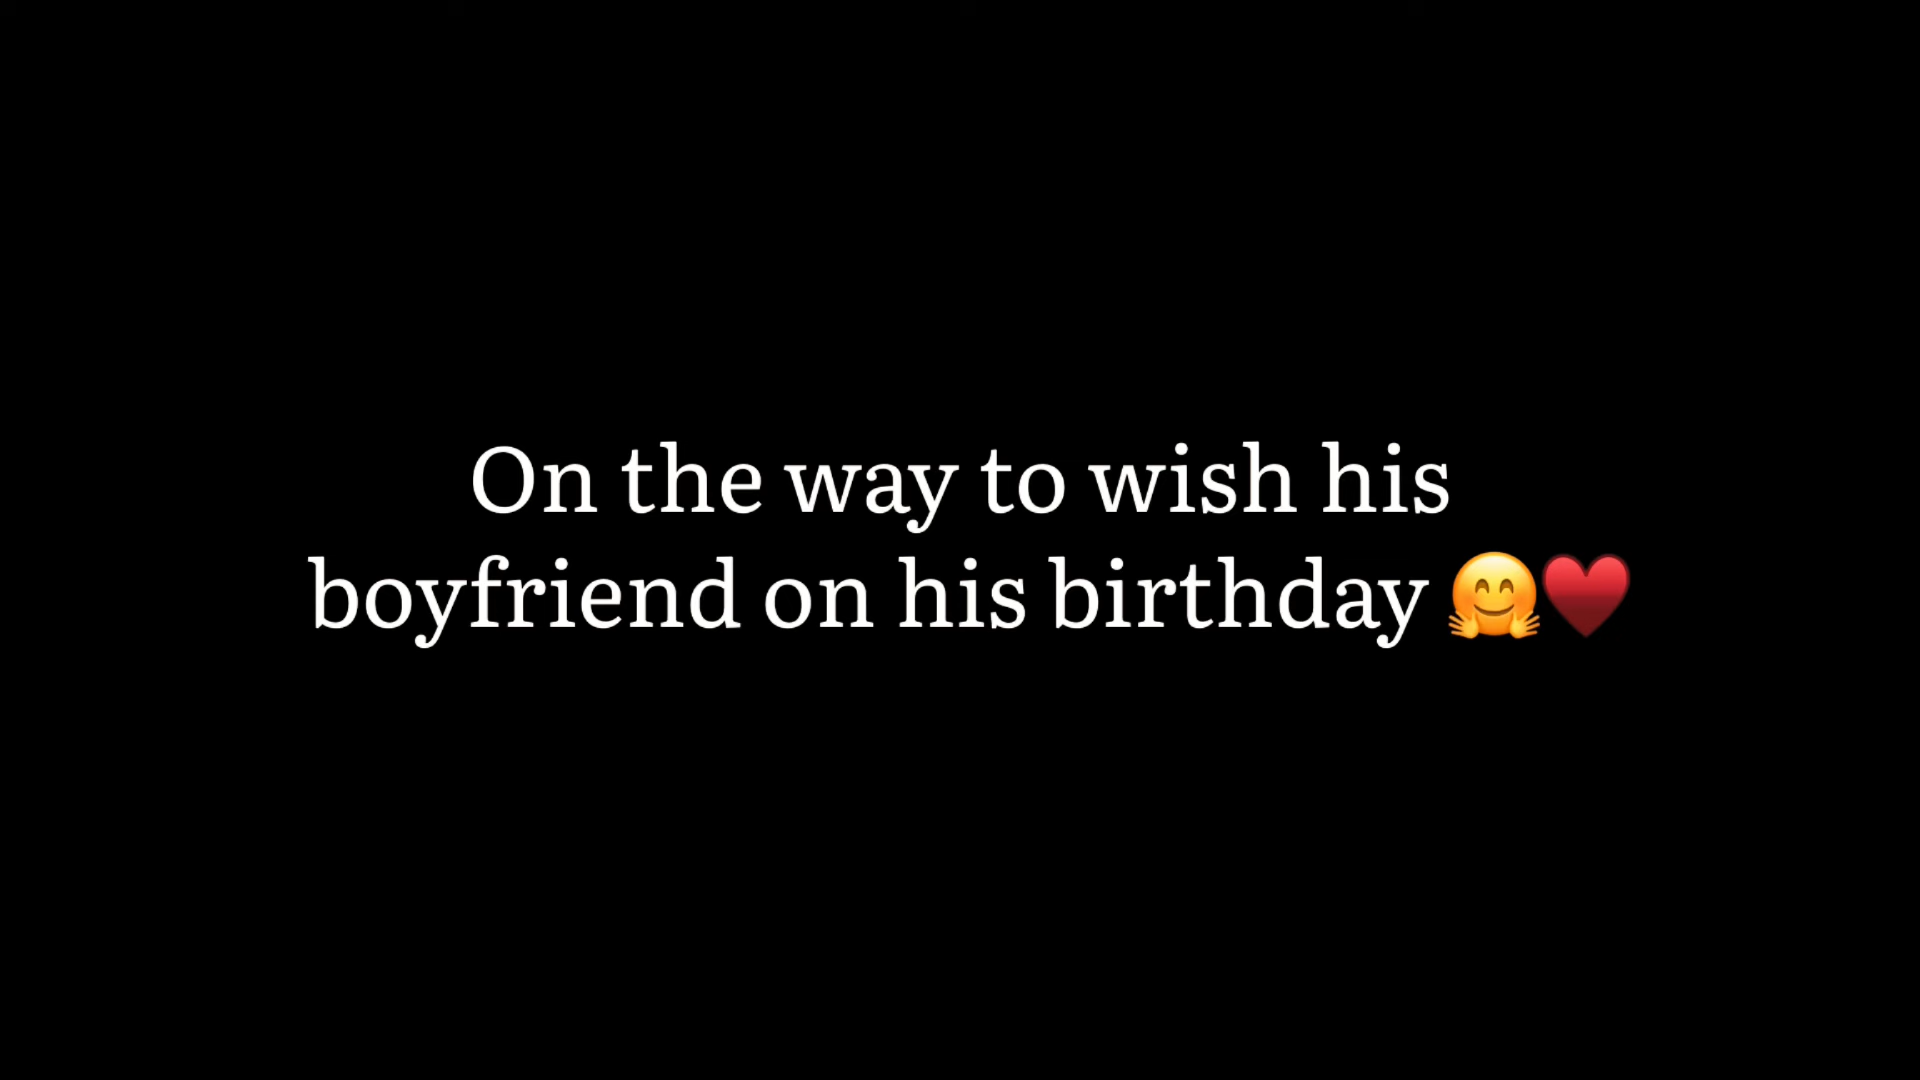 On the way to wish his
boyfriend on his birthday 🤗♥️